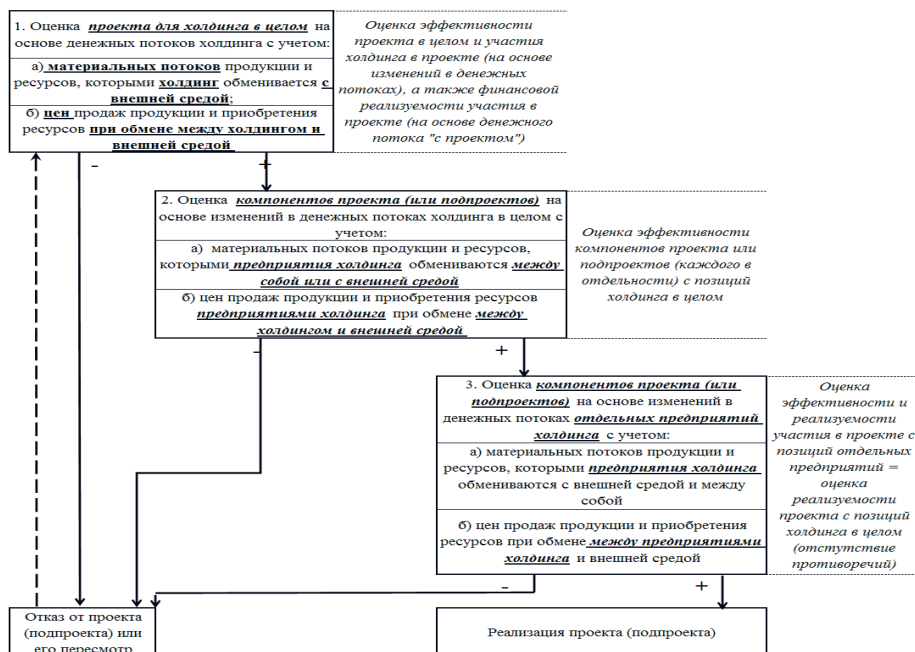 1. Оценка проекта для холдинга в целом на
основе денежных потоков холдинга с учетом:
а) материальных потоков продукции и
ресурсов, которыми холдинг обменивается с
внешней средой;
б) цен продаж продукции и приобретения
ресурсов при обмене между холдингом и
внешней средой
Оценка эффективности
проекта в целом и участия
холдинга в проекте (на основе
изменений в денежных
потоках), а также финансовой
реализуемости участия в
проекте (на основе денежного
потока "с проектом")
-
+
2. Оценка компонентов проекта (или подпроектов) на
основе изменений в денежных потоках холдинга в целом с
учетом:
а) материальных потоков продукции и ресурсов,
которыми предприятия холдинга обмениваются между
собой или с внешней средой
б) цен продаж продукции и приобретения ресурсов
предприятиями холдинга при обмене между
холдингом и внешней средой
Оценка эффективности
компонентов проекта или
подпроектов (каждого в
отдельности) с позиций
холдинга в целом
-
+
3. Оценка компонентов проекта (или
подпроектов) на основе изменений в
денежных потоках отдельных предприятий
холдинга с учетом:
а) материальных потоков продукции и
ресурсов, которыми предприятия холдинга
обмениваются с внешней средой и между
собой
б) цен продаж продукции и приобретения
ресурсов при обмене между предприятиями
холдинга и внешней средой
Оценка
эффективности и
реализуемости
участия в проекте с
позиций отдельных
предприятий =
оценка
реализуемости
проекта с позиций
холдинга в целом
(отсутствие
противоречий)
-
+
Отказ от проекта
(подпроекта) или
его пересмотр
Реализация проекта (подпроекта)